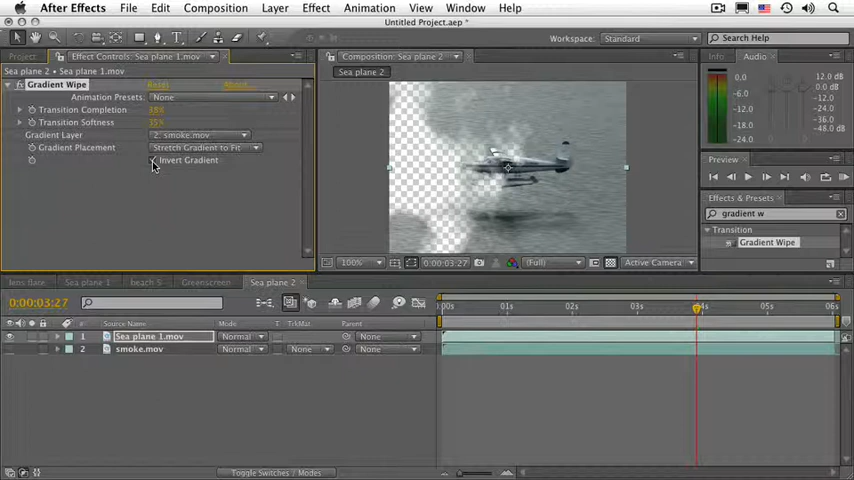 After Effects File Edit Composition Layer Effect Animation View Window Help
Untitled Project.aep *
Workspace: Standard Search Help
Project Effect Controls: Sea plane 1.mov Composition: Sea plane 2 Info Audio
Sea plane 2 • Sea plane 1.mov
Sea plane 2
fx Gradient Wipe Reset About...
Animation Presets: None
Transition Completion 38%
Transition Softness 35%
Gradient Layer 2. smoke.mov
Gradient Placement Stretch Gradient to Fit
Invert Gradient
0.0 12.0 dB
-6.0 0.0 dB
-12.0 -12.0
-18.0 -24.0
-24.0 -36.0
-48.0 dB
Preview
Effects & Presets
gradient w
Transition
Gradient Wipe
100% 0:00:03:27 (Full) Active Camera
lens flare Sea plane 1 beach S Greenscreen Sea plane 2
0:00:03:27
:00s 01s 02s 03s 04s 05s 06s
# Source Name Mode T TrkMat Parent
1 Sea plane 1.mov Normal None
2 smoke.mov Normal None None
Toggle Switches / Modes